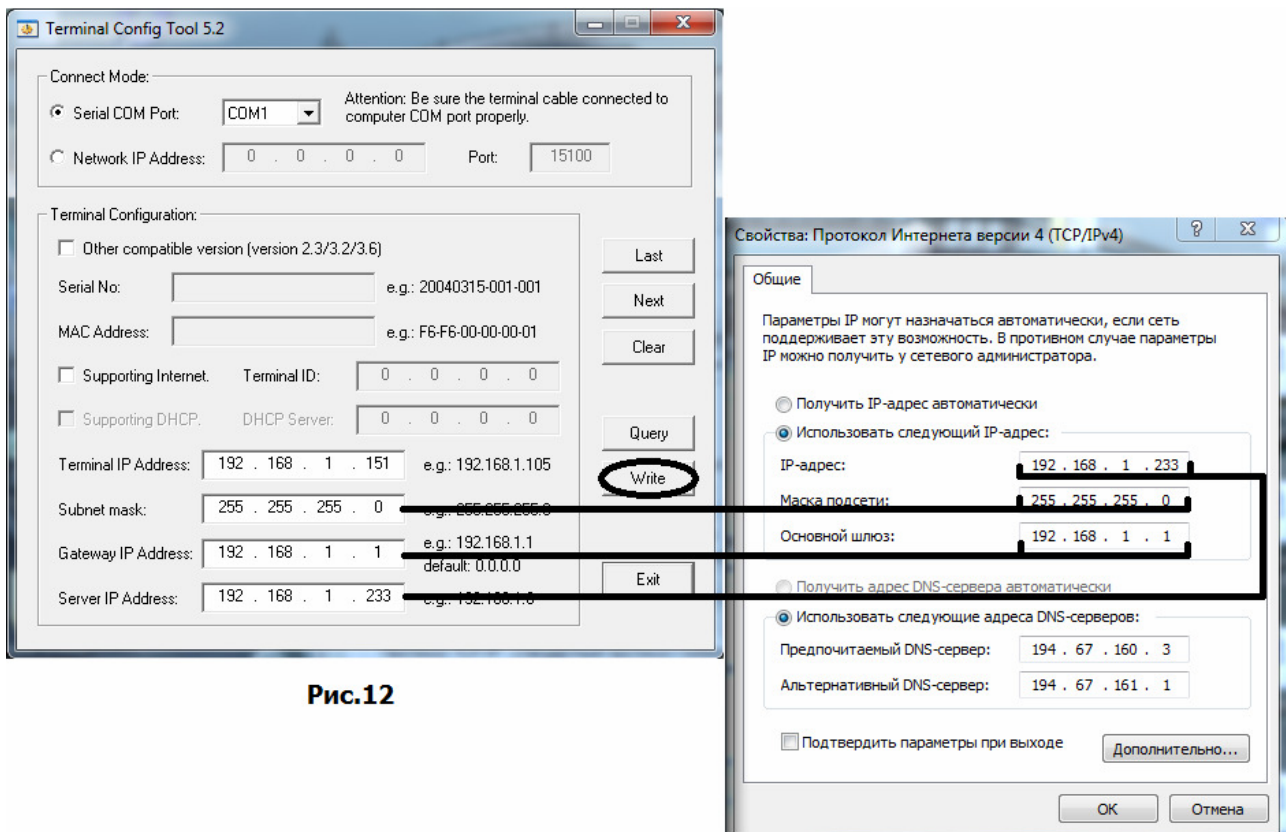 Terminal Config Tool 5.2
Connect Mode:
Serial COM Port: COM1 Attention: Be sure the terminal cable connected to
computer COM port properly.
Network IP Address: 0 . 0 . 0 . 0 Port: 15100
Terminal Configuration:
Other compatible version (version 2.3/3.2/3.6)
Last
Serial No: e.g.: 20040315-001-001
Next
MAC Address: e.g.: F6-F6-00-00-00-01
Clear
Supporting Internet. Terminal ID: 0 . 0 . 0 . 0
Supporting DHCP. DHCP Server: 0 . 0 . 0 . 0
Query
Terminal IP Address: 192 . 168 . 1 . 151 e.g.: 192.168.1.105
Write
Subnet mask: 255 . 255 . 255 . 0 e.g.: 255.255.255.0
Gateway IP Address: 192 . 168 . 1 . 1 e.g.: 192.168.1.1
default: 0.0.0.0
Exit
Server IP Address: 192 . 168 . 1 . 233 e.g.:
Рис.12
Свойства: Протокол Интернета версии 4 (TCP/IPv4)
Общие
Параметры IP могут назначаться автоматически, если сеть
поддерживает эту возможность. В противном случае параметры
IP можно получить у сетевого администратора.
Получить IP-адрес автоматически
Использовать следующий IP-адрес:
IP-адрес: 192 . 168 . 1 . 233
Маска подсети: 255 . 255 . 255 . 0
Основной шлюз: 192 . 168 . 1 . 1
Получить адрес DNS-сервера автоматически
Использовать следующие адреса DNS-серверов:
Предпочитаемый DNS-сервер: 194 . 67 . 160 . 3
Альтернативный DNS-сервер: 194 . 67 . 161 . 1
Подтвердить параметры при выходе
Дополнительно...
ОК
Отмена